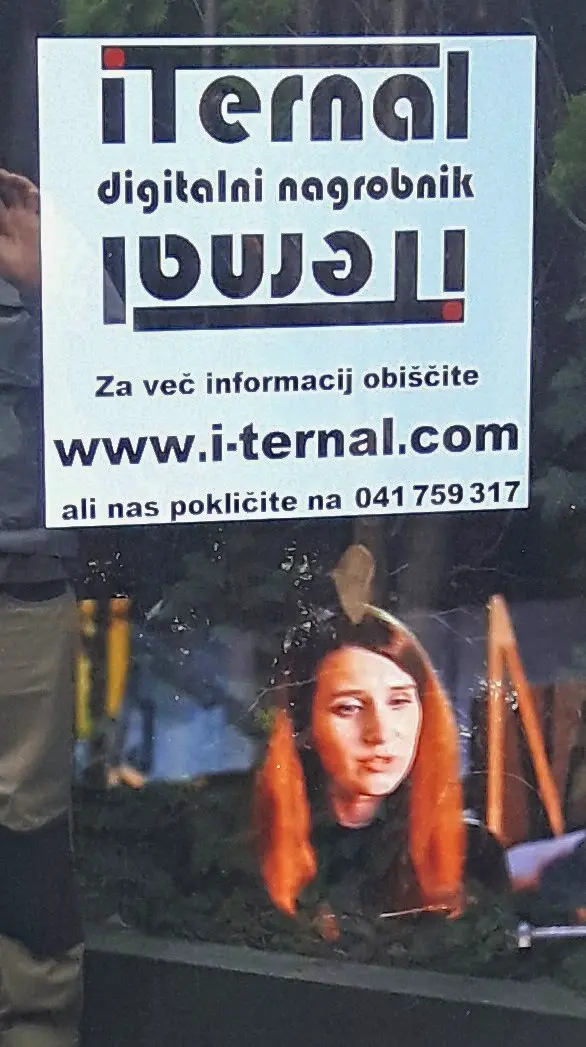 iTernal
digitalni nagrobnik
iTernal
Za več informacij obiščite
www.i-ternal.com
ali nas pokličite na 041 759 317